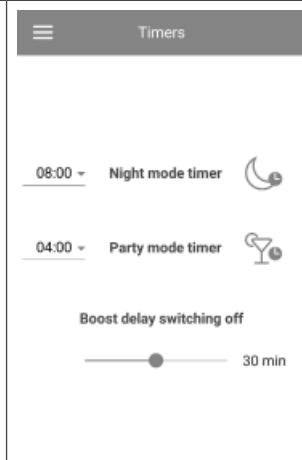 Timers
08:00 Night mode timer
04:00 Party mode timer
Boost delay switching off
30 min